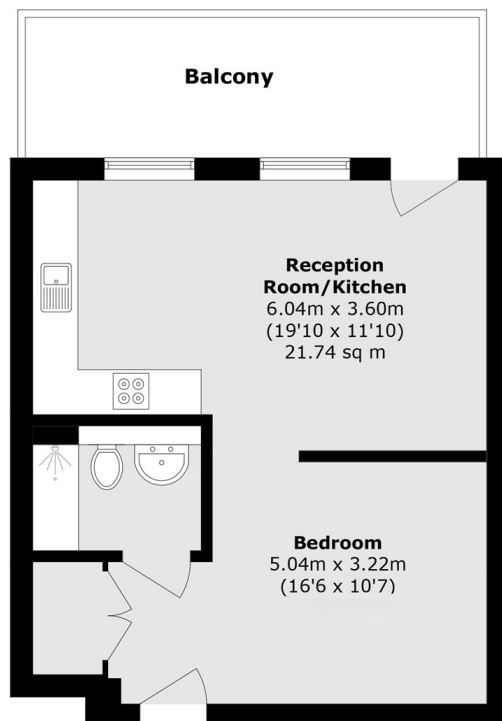 Balcony
Reception
Room/Kitchen
6.04m x 3.60m
(19'10 x 11'10)
21.74 sq m
Bedroom
5.04m x 3.22m
(16'6 x 10'7)